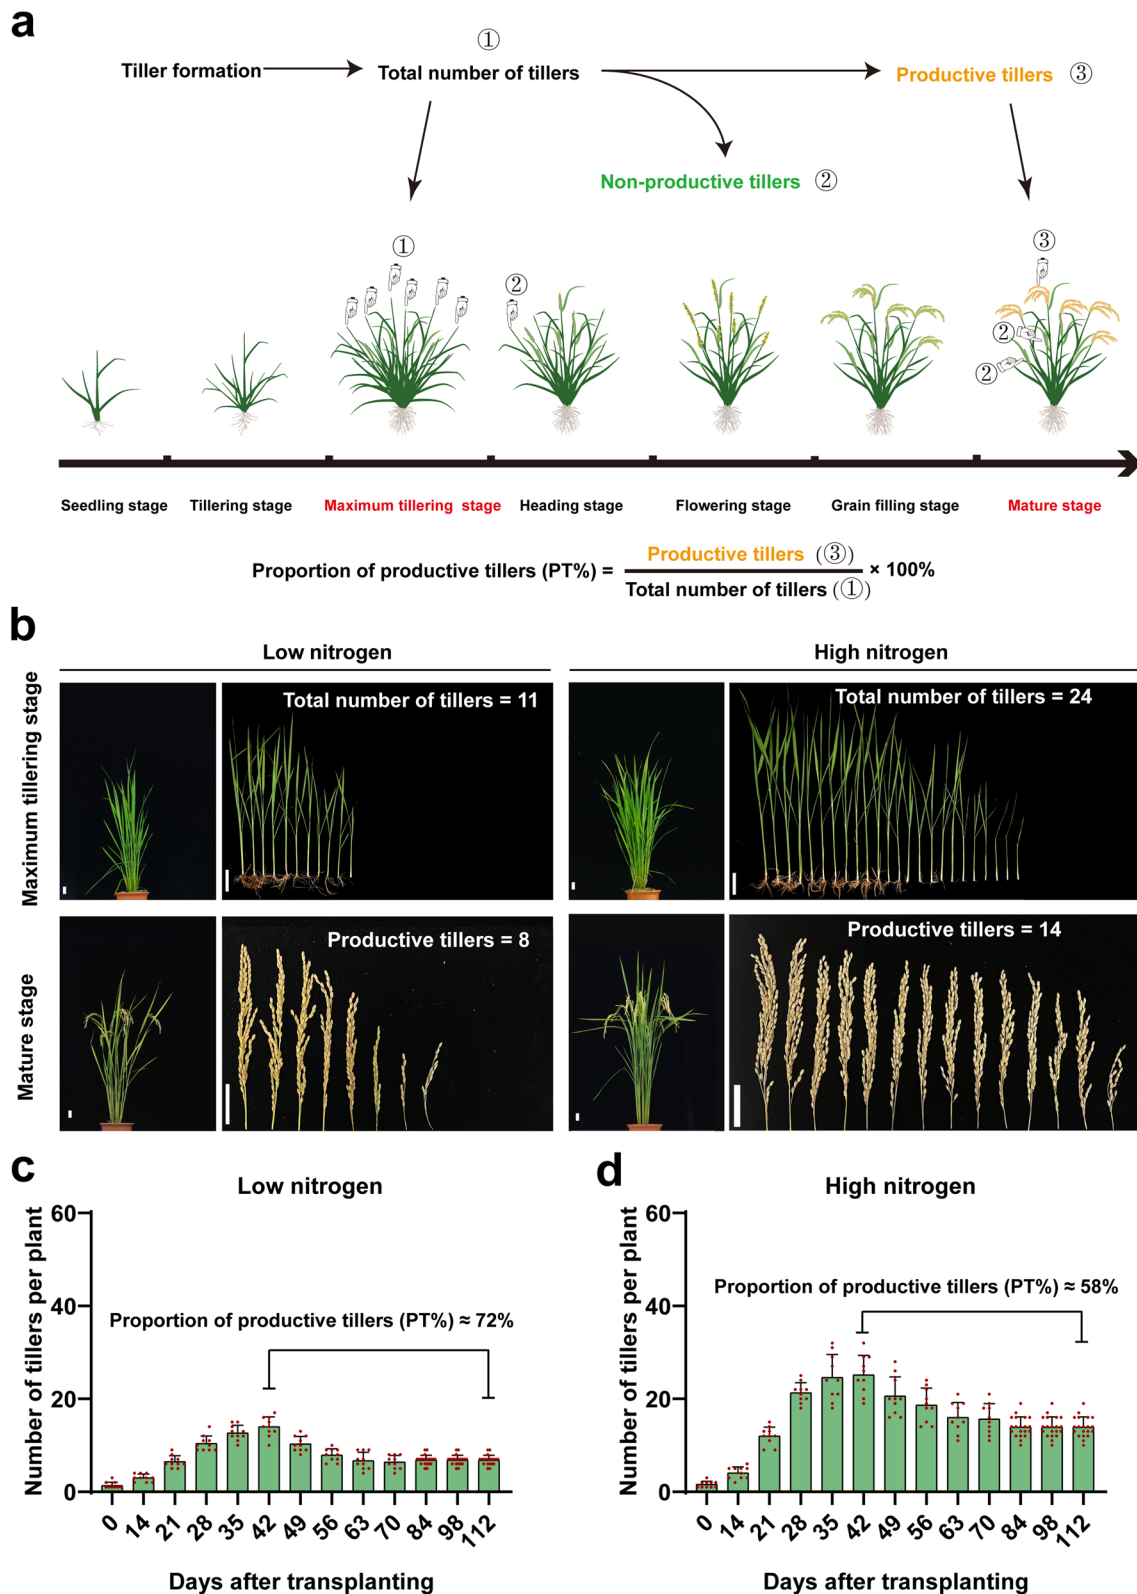 a
①
Tiller formation
Total number of tillers
Productive tillers ③
Non-productive tillers ②
①
②
③
②
②
Seedling stage
Tillering stage
Maximum tillering stage
Heading stage
Flowering stage
Grain filling stage
Mature stage
Proportion of productive tillers (PT%) =
Productive tillers (③)
Total number of tillers (①)
× 100%
b
Low nitrogen
High nitrogen
Maximum tillering stage
Total number of tillers = 11
Total number of tillers = 24
Mature stage
Productive tillers = 8
Productive tillers = 14
c
Low nitrogen
Number of tillers per plant
60
40
20
0
Proportion of productive tillers (PT%) ≈ 72%
0 14 21 28 35 42 49 56 63 70 84 98 112
Days after transplanting
d
High nitrogen
Number of tillers per plant
60
40
20
0
Proportion of productive tillers (PT%) ≈ 58%
0 14 21 28 35 42 49 56 63 70 84 98 112
Days after transplanting